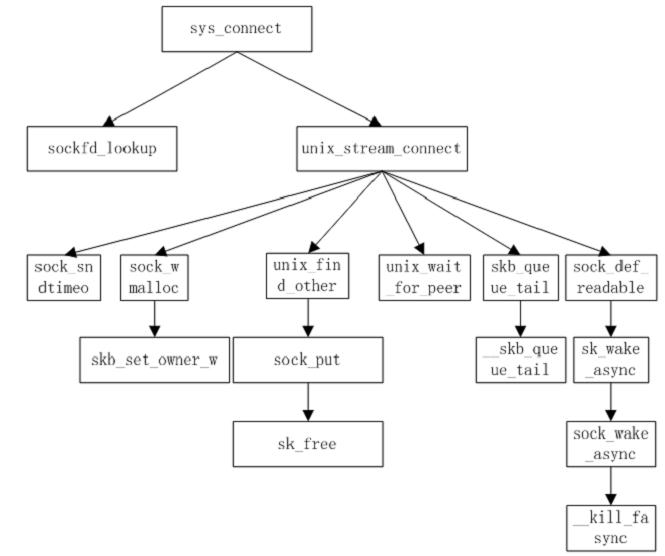 sys_connect
sockfd_lookup
unix_stream_connect
sock_sn
dtimeo
sock_w
malloc
unix_fin
d_other
unix_wait
_for_peer
skb_que
ue_tail
sock_def_
readable
skb_set_owner_w
sock_put
__skb_que
ue_tail
sk_wake
_async
sk_free
sock_wake
_async
__kill_fa
sync